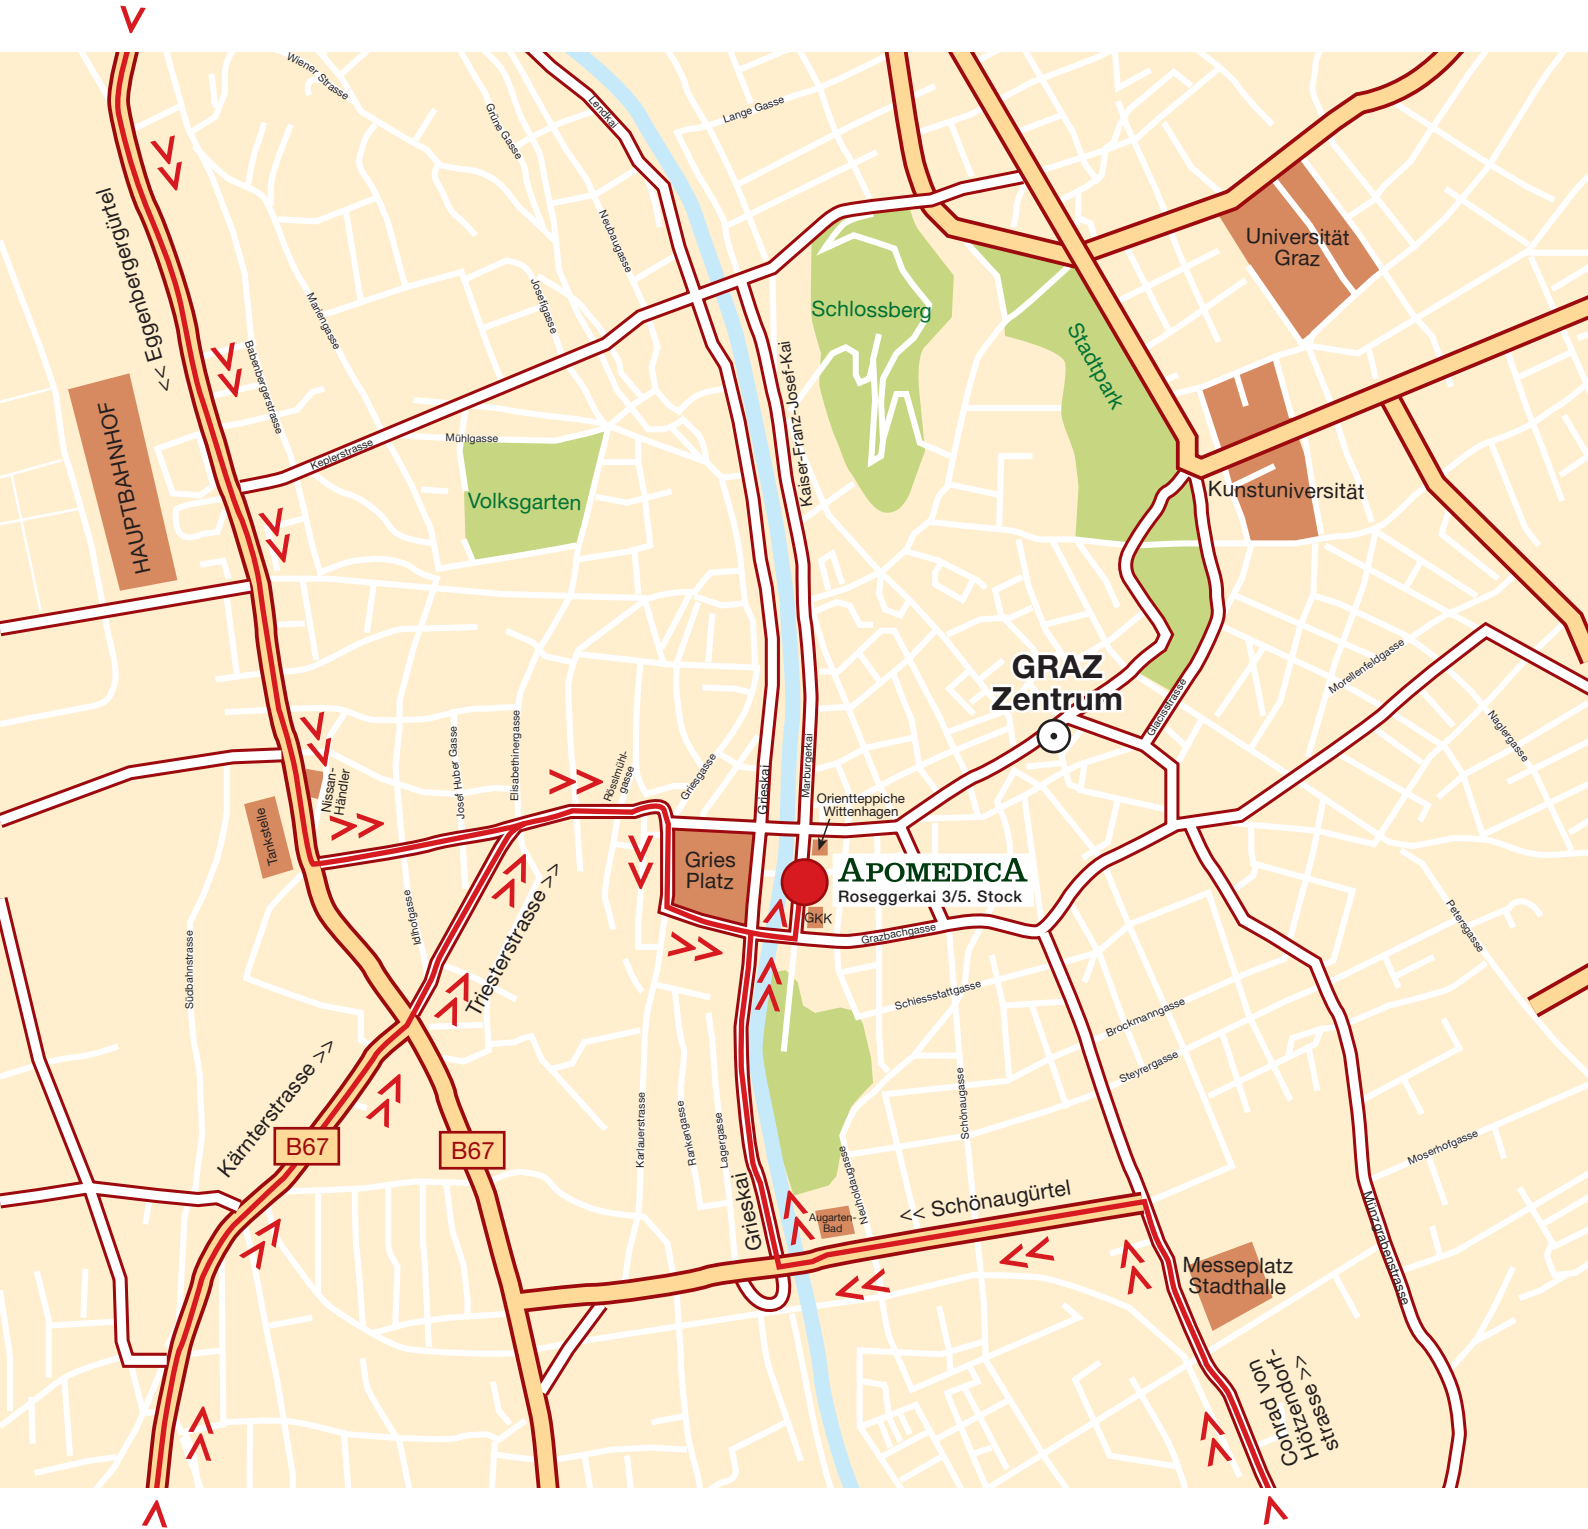 Wiener Strasse
Grüne Gasse
Lendkai
Lange Gasse
<< Eggenbergergürtel
Neubaugasse
Universität
Graz
Mariengasse
Josefigasse
Schlossberg
Stadtpark
Babenbergerstrasse
Kaiser-Franz-Josef-Kai
HAUPTBAHNHOF
Keplerstrasse
Mühlgasse
Volksgarten
Kunstuniversität
GRAZ
Zentrum
Morellenfeldgasse
Glacisstrasse
Naglergasse
Nissan-
Händler
Tankstelle
Josef Huber Gasse
Elisabethinergasse
Rösslmühl-
gasse
Griesgasse
Grieskai
Marburgerkai
Orientteppiche
Wittenhagen
Gries
Platz
APOMEDICA
Roseggerkai 3/5. Stock
GKK
Grazbachgasse
Idlhofgasse
Triesterstrasse >>
Südbahnstrasse
Petersgasse
Schiessstattgasse
Brockmanngasse
Steyrergasse
Kärnterstrasse >>
B67
B67
Karlauerstrasse
Rankengasse
Lagergasse
Schönaugasse
Neuholdaugasse
Moserhofgasse
Grieskai
Augarten-
Bad
<< Schönaugürtel
Münzgrabenstrasse
Messeplatz
Stadthalle
Conrad von
Hötzendorf-
strasse >>